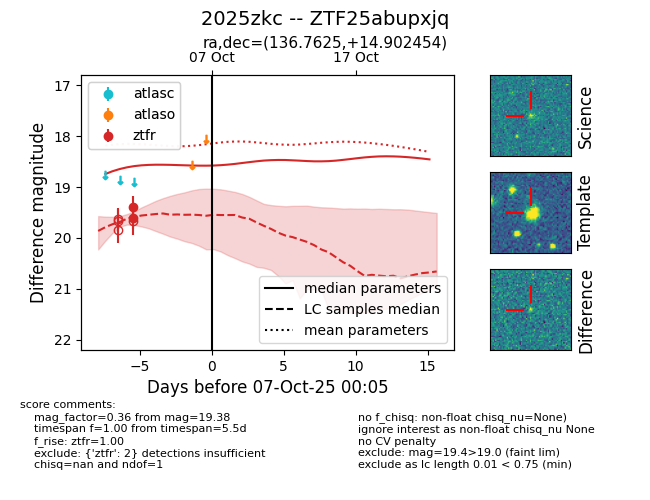 2025zkc -- ZTF25abupxjq
ra,dec=(136.7625,+14.902454)
07 Oct
17 Oct
17
18
19
20
21
22
Difference magnitude
atlasc
atlaso
ztfr
median parameters
LC samples median
mean parameters
−5
0
5
10
15
Days before 07-Oct-25 00:05
Science
Template
Difference
score comments:
mag_factor=0.36 from mag=19.38
timespan f=1.00 from timespan=5.5d
f_rise: ztfr=1.00
exclude: {'ztfr': 2} detections insufficient
chisq=nan and ndof=1
no f_chisq: non-float chisq_nu=None)
ignore interest as non-float chisq_nu None
no CV penalty
exclude: mag=19.4>19.0 (faint lim)
exclude as lc length 0.01 < 0.75 (min)